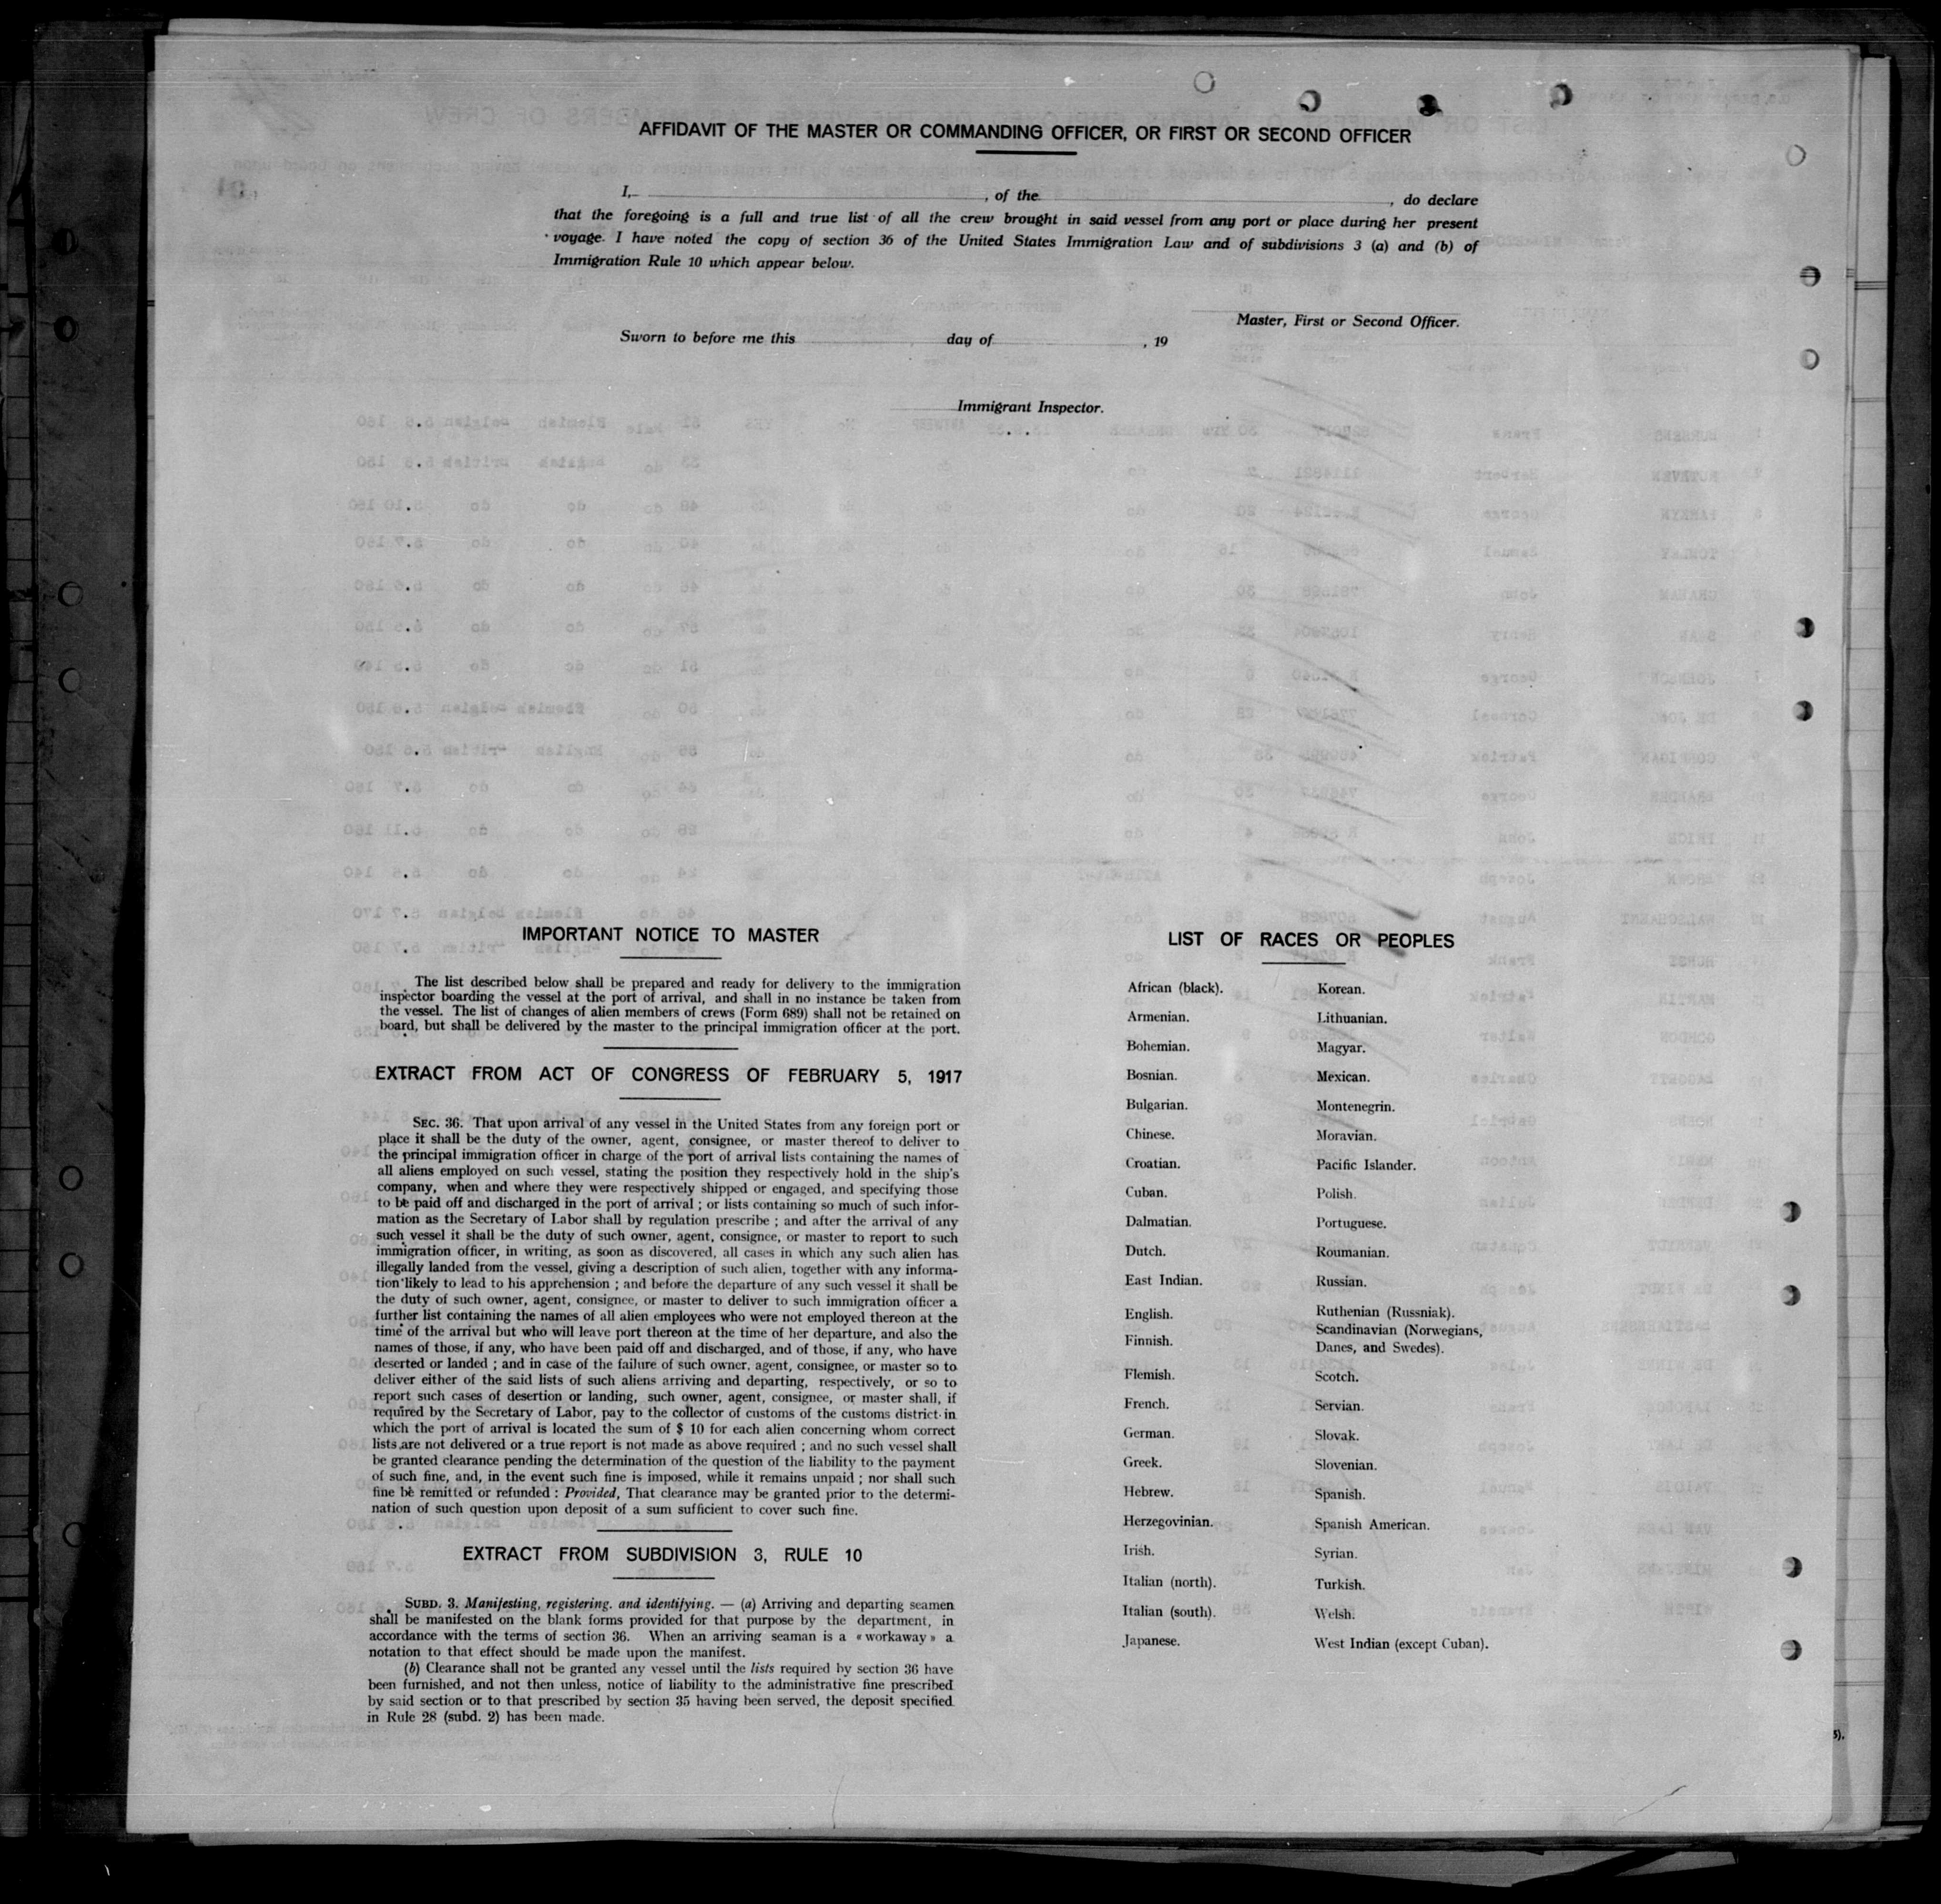 AFFIDAVIT OF THE MASTER OR COMMANDING OFFICER, OR FIRST OR SECOND OFFICER
I, , of the , do declare
that the foregoing is a full and true list of all the crew brought in said vessel from any port or place during her present
voyage. I have noted the copy of section 36 of the United States Immigration Law and of subdivisions 3 (a) and (b) of
Immigration Rule 10 which appear below.
Master, First or Second Officer.
Sworn to before me this day of , 19
Immigrant Inspector.
IMPORTANT NOTICE TO MASTER
The list described below shall be prepared and ready for delivery to the immigration
inspector boarding the vessel at the port of arrival, and shall in no instance be taken from
the vessel. The list of changes of alien members of crews (Form 689) shall not be retained on
board, but shall be delivered by the master to the principal immigration officer at the port.
EXTRACT FROM ACT OF CONGRESS OF FEBRUARY 5, 1917
SEC. 36. That upon arrival of any vessel in the United States from any foreign port or
place it shall be the duty of the owner, agent, consignee, or master thereof to deliver to
the principal immigration officer in charge of the port of arrival lists containing the names of
all aliens employed on such vessel, stating the position they respectively hold in the ship's
company, when and where they were respectively shipped or engaged, and specifying those
to be paid off and discharged in the port of arrival ; or lists containing so much of such infor-
mation as the Secretary of Labor shall by regulation prescribe ; and after the arrival of any
such vessel it shall be the duty of such owner, agent, consignee, or master to report to such
immigration officer, in writing, as soon as discovered, all cases in which any such alien has
illegally landed from the vessel, giving a description of such alien, together with any informa-
tion likely to lead to his apprehension ; and before the departure of any such vessel it shall be
the duty of such owner, agent, consignee, or master to deliver to such immigration officer a
further list containing the names of all alien employees who were not employed thereon at the
time of the arrival but who will leave port thereon at the time of her departure, and also the
names of those, if any, who have been paid off and discharged, and of those, if any, who have
deserted or landed ; and in case of the failure of such owner, agent, consignee, or master so to
deliver either of the said lists of such aliens arriving and departing, respectively, or so to
report such cases of desertion or landing, such owner, agent, consignee, or master shall, if
required by the Secretary of Labor, pay to the collector of customs of the customs district in
which the port of arrival is located the sum of $ 10 for each alien concerning whom correct
lists are not delivered or a true report is not made as above required ; and no such vessel shall
be granted clearance pending the determination of the question of the liability to the payment
of such fine, and, in the event such fine is imposed, while it remains unpaid ; nor shall such
fine be remitted or refunded : Provided, That clearance may be granted prior to the determi-
nation of such question upon deposit of a sum sufficient to cover such fine.
EXTRACT FROM SUBDIVISION 3, RULE 10
SUBD. 3. Manifesting, registering. and identifying. — (a) Arriving and departing seamen
shall be manifested on the blank forms provided for that purpose by the department, in
accordance with the terms of section 36. When an arriving seaman is a « workaway » a
notation to that effect should be made upon the manifest.
(b) Clearance shall not be granted any vessel until the lists required by section 36 have
been furnished, and not then unless, notice of liability to the administrative fine prescribed
by said section or to that prescribed by section 35 having been served, the deposit specified
in Rule 28 (subd. 2) has been made.
LIST OF RACES OR PEOPLES
African (black).
Armenian.
Bohemian.
Bosnian.
Bulgarian.
Chinese.
Croatian.
Cuban.
Dalmatian.
Dutch.
East Indian.
English.
Finnish.
Flemish.
French.
German.
Greek.
Hebrew.
Herzegovinian.
Irish.
Italian (north).
Italian (south).
Japanese.
Korean.
Lithuanian.
Magyar.
Mexican.
Montenegrin.
Moravian.
Pacific Islander.
Polish.
Portuguese.
Roumanian.
Russian.
Ruthenian (Russniak).
Scandinavian (Norwegians,
Danes, and Swedes).
Scotch.
Servian.
Slovak.
Slovenian.
Spanish.
Spanish American.
Syrian.
Turkish.
Welsh.
West Indian (except Cuban).